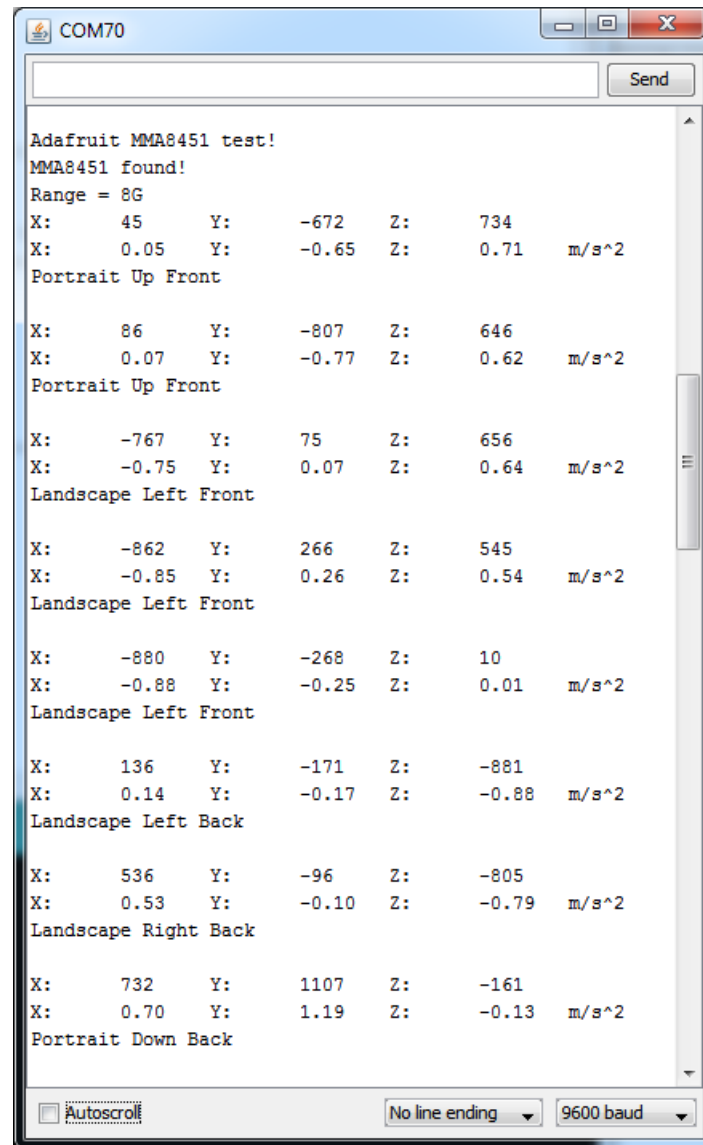 COM70
Send
Adafruit MMA8451 test!
MMA8451 found!
Range = 8G
X: 45 Y: -672 Z: 734
X: 0.05 Y: -0.65 Z: 0.71 m/s^2
Portrait Up Front
X: 86 Y: -807 Z: 646
X: 0.07 Y: -0.77 Z: 0.62 m/s^2
Portrait Up Front
X: -767 Y: 75 Z: 656
X: -0.75 Y: 0.07 Z: 0.64 m/s^2
Landscape Left Front
X: -862 Y: 266 Z: 545
X: -0.85 Y: 0.26 Z: 0.54 m/s^2
Landscape Left Front
X: -880 Y: -268 Z: 10
X: -0.88 Y: -0.25 Z: 0.01 m/s^2
Landscape Left Front
X: 136 Y: -171 Z: -881
X: 0.14 Y: -0.17 Z: -0.88 m/s^2
Landscape Left Back
X: 536 Y: -96 Z: -805
X: 0.53 Y: -0.10 Z: -0.79 m/s^2
Landscape Right Back
X: 732 Y: 1107 Z: -161
X: 0.70 Y: 1.19 Z: -0.13 m/s^2
Portrait Down Back
Autoscroll No line ending 9600 baud